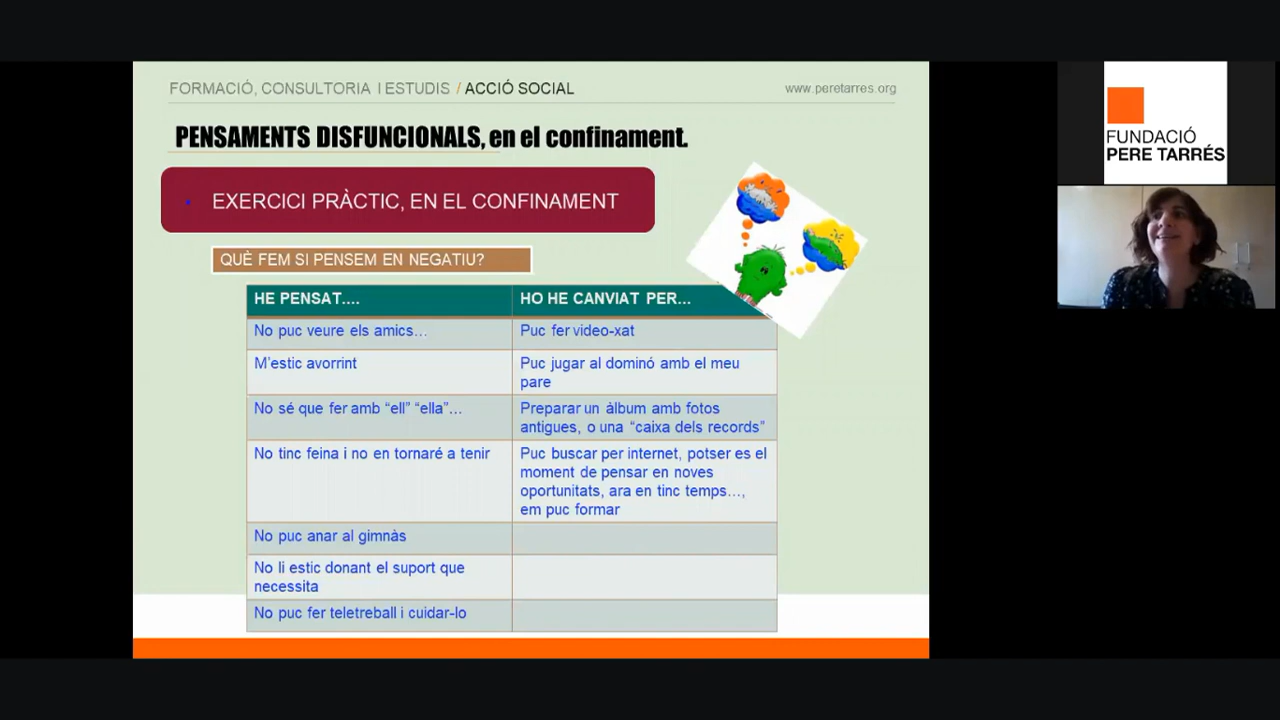 FORMACIÓ, CONSULTORIA I ESTUDIS / ACCIÓ SOCIAL
www.peretarres.org
PENSAMENTS DISFUNCIONALS, en el confinament.
• EXERCICI PRÀCTIC, EN EL CONFINAMENT
QUÈ FEM SI PENSEM EN NEGATIU?
HE PENSAT....
HO HE CANVIAT PER...
No puc veure els amics…
Puc fer video-xat
M’estic avorrint
Puc jugar al dominó amb el meu
pare
No sé que fer amb “ell” “ella”…
Preparar un àlbum amb fotos
antigues, o una “caixa dels records”
No tinc feina i no en tornaré a tenir
Puc buscar per internet, potser es el
moment de pensar en noves
oportunitats, ara en tinc temps…,
em puc formar
No puc anar al gimnàs
No li estic donant el suport que
necessita
No puc fer teletreball i cuidar-lo
FUNDACIÓ
PERE TARRÉS